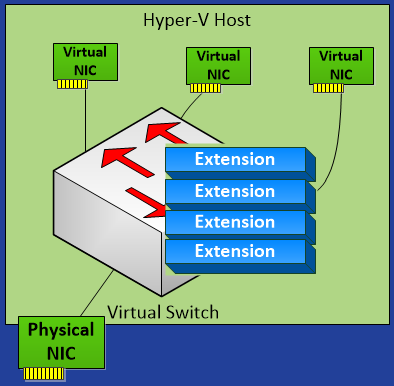 Hyper-V Host
Virtual
NIC
Virtual
NIC
Virtual
NIC
Extension
Extension
Extension
Extension
Virtual Switch
Physical
NIC